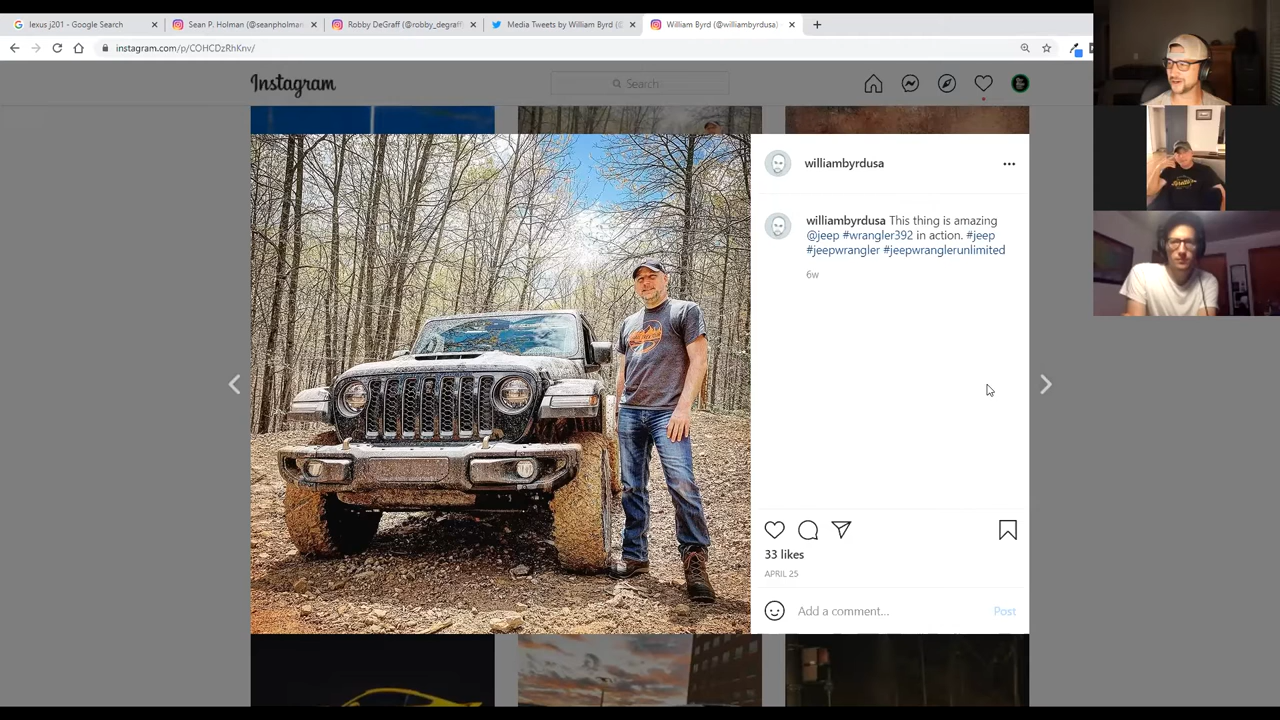 lexus j201 - Google Search
Sean P. Holman (@seanpholman
Robby DeGraff (@robby_degraff
Media Tweets by William Byrd (@
William Byrd (@williambyrdusa)
instagram.com/p/COHCDzRhKnv/
Instagram
Search
williambyrdusa
williambyrdusa This thing is amazing
@jeep #wrangler392 in action. #jeep
#jeepwrangler #jeepwranglerunlimited
6w
33 likes
APRIL 25
Add a comment...
Post